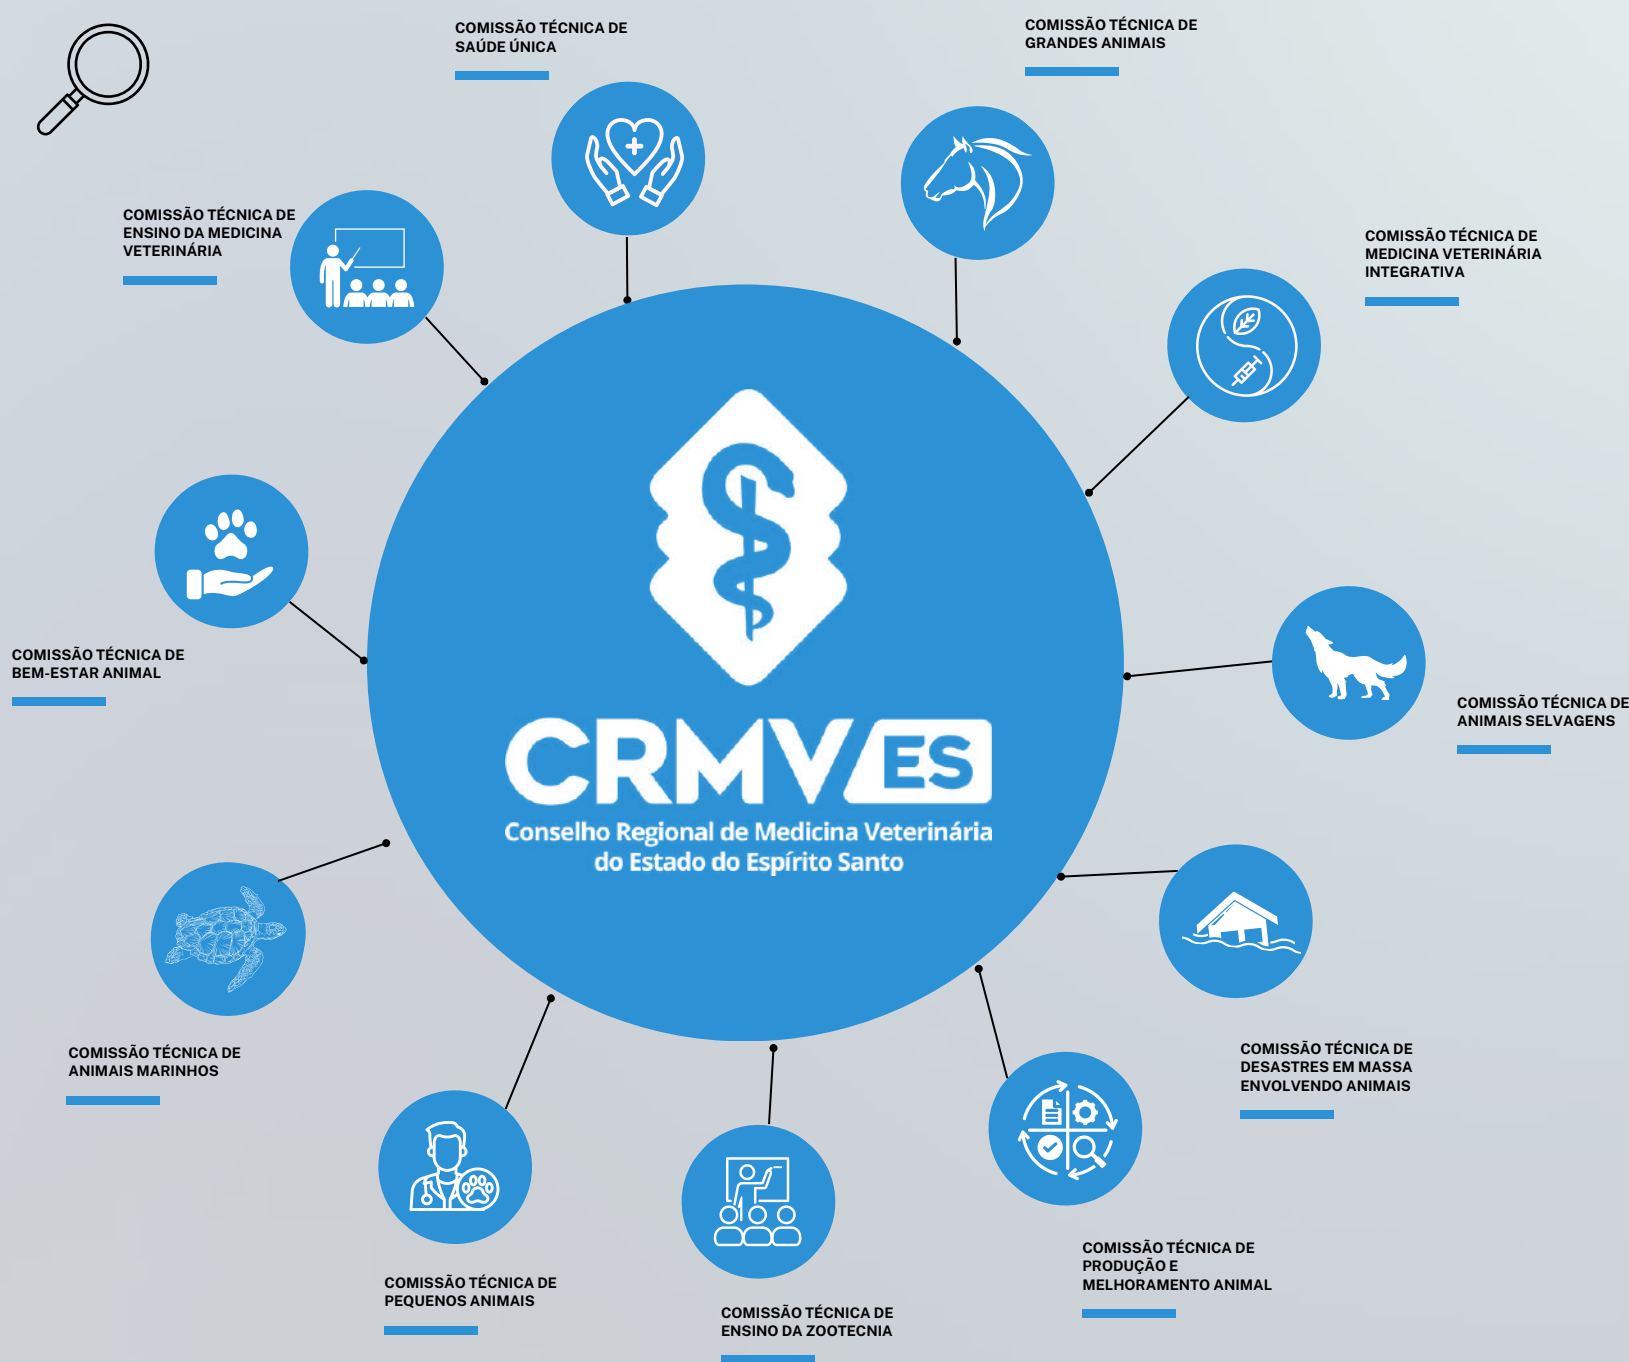 COMISSÃO TÉCNICA DE
SAÚDE ÚNICA
COMISSÃO TÉCNICA DE
GRANDES ANIMAIS
COMISSÃO TÉCNICA DE
ENSINO DA MEDICINA
VETERINÁRIA
COMISSÃO TÉCNICA DE
MEDICINA VETERINÁRIA
INTEGRATIVA
COMISSÃO TÉCNICA DE
BEM-ESTAR ANIMAL
COMISSÃO TÉCNICA DE
ANIMAIS SELVAGENS
CRMV/ES
Conselho Regional de Medicina Veterinária
do Estado do Espírito Santo
COMISSÃO TÉCNICA DE
ANIMAIS MARINHOS
COMISSÃO TÉCNICA DE
DESASTRES EM MASSA
ENVOLVENDO ANIMAIS
COMISSÃO TÉCNICA DE
PEQUENOS ANIMAIS
COMISSÃO TÉCNICA DE
ENSINO DA ZOOTECNIA
COMISSÃO TÉCNICA DE
PRODUÇÃO E
MELHORAMENTO ANIMAL